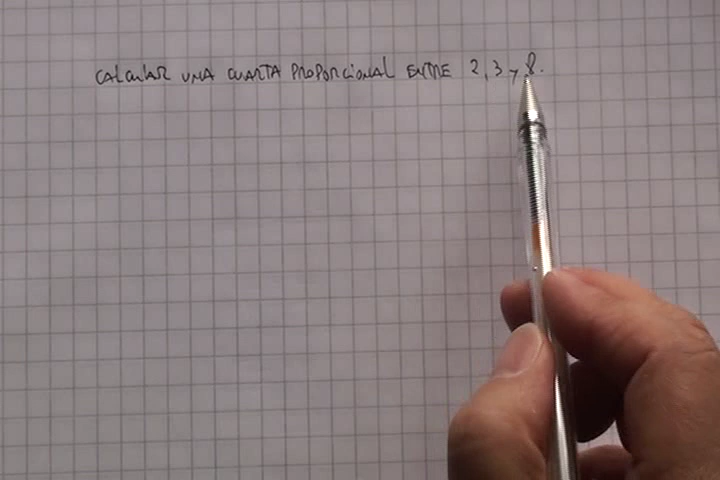 CALCULAR UNA CUARTA PROPORCIONAL ENTRE 2, 3 y 8.